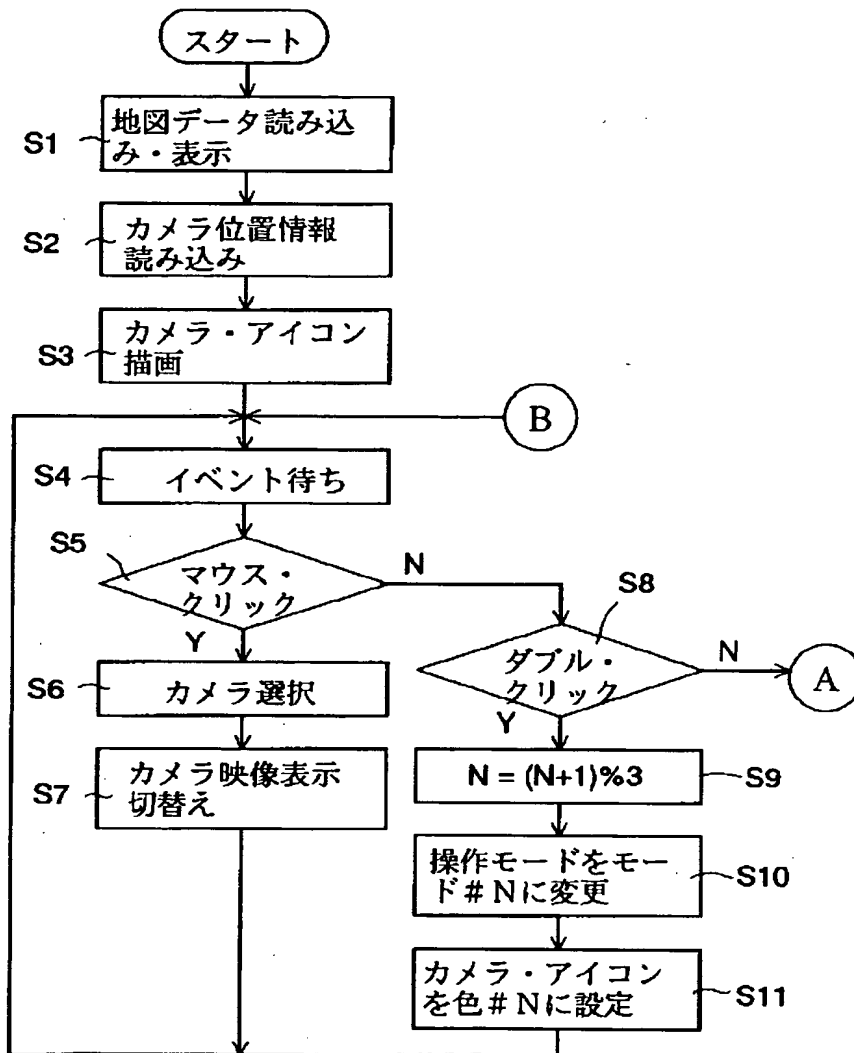 スタート
S1
地図データ読み込
み・表示
S2
カメラ位置情報
読み込み
S3
カメラ・アイコン
描画
B
S4
イベント待ち
S5
マウス・
クリック
N
Y
S8
ダブル・
クリック
N
A
Y
S6
カメラ選択
S7
カメラ映像表示
切替え
N = (N+1)%3
S9
操作モードをモー
ド#Nに変更
S10
カメラ・アイコン
を色#Nに設定
S11